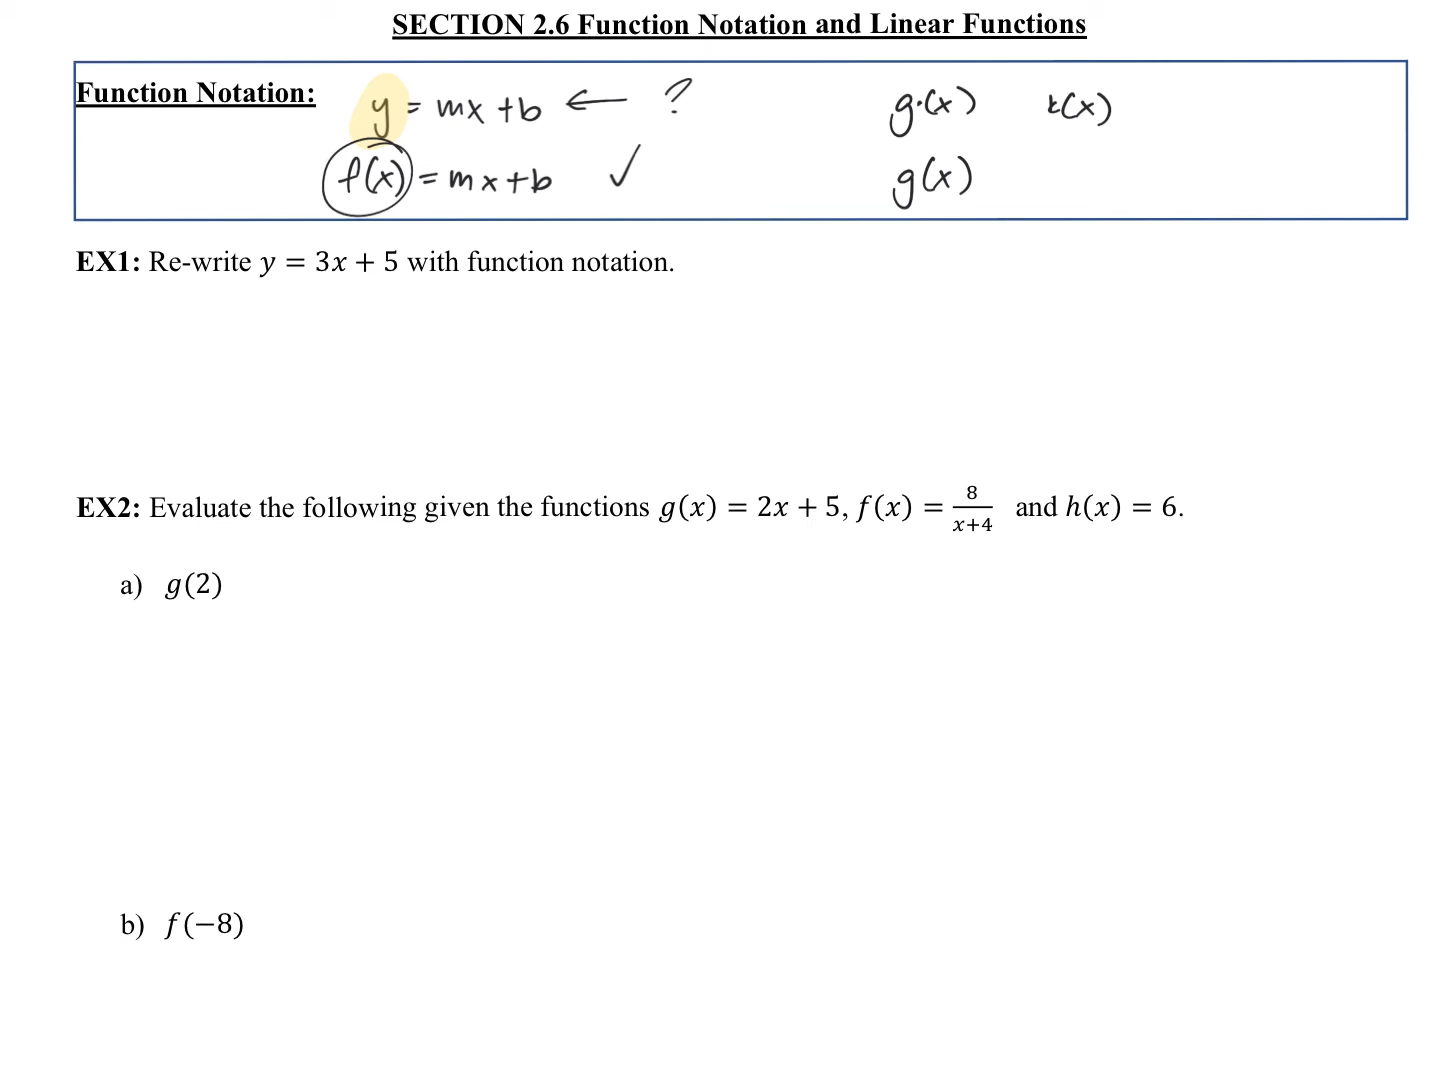 SECTION 2.6 Function Notation and Linear Functions
Function Notation: y = mx + b ← ? g·(x) t(x)
f(x) = mx + b ✓ g(x)
EX1: Re-write y = 3x + 5 with function notation.
EX2: Evaluate the following given the functions g(x) = 2x + 5, f(x) = 8/(x+4) and h(x) = 6.
a) g(2)
b) f(−8)